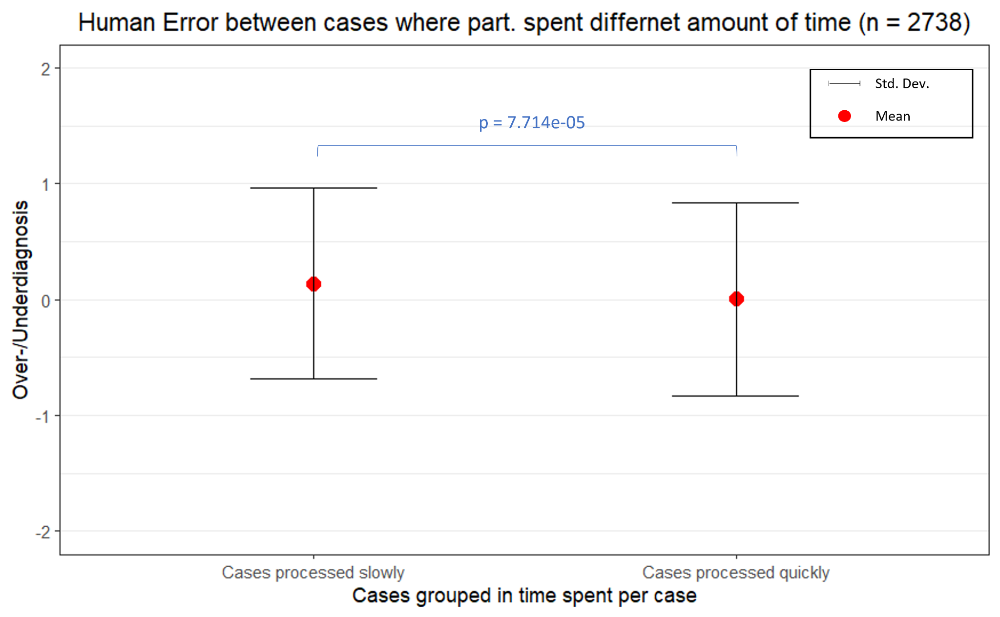 Human Error between cases where part. spent differnet amount of time (n = 2738)
Std. Dev.
Mean
p = 7.714e-05
Over-/Underdiagnosis
2
1
0
-1
-2
Cases processed slowly
Cases processed quickly
Cases grouped in time spent per case